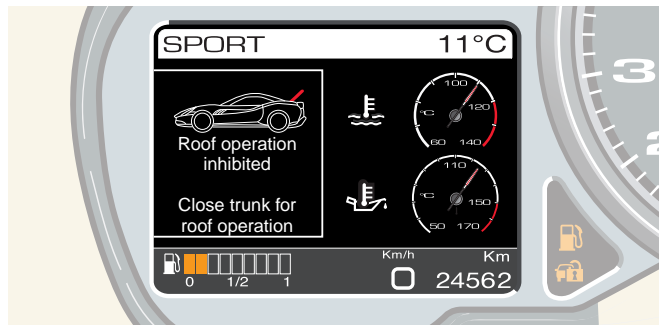 SPORT 11°C
Roof operation
inhibited
Close trunk for
roof operation
100
120
°C
60 140
110
150
°C
50 170
0 1/2 1
Km/h
0
Km
24562
3
2